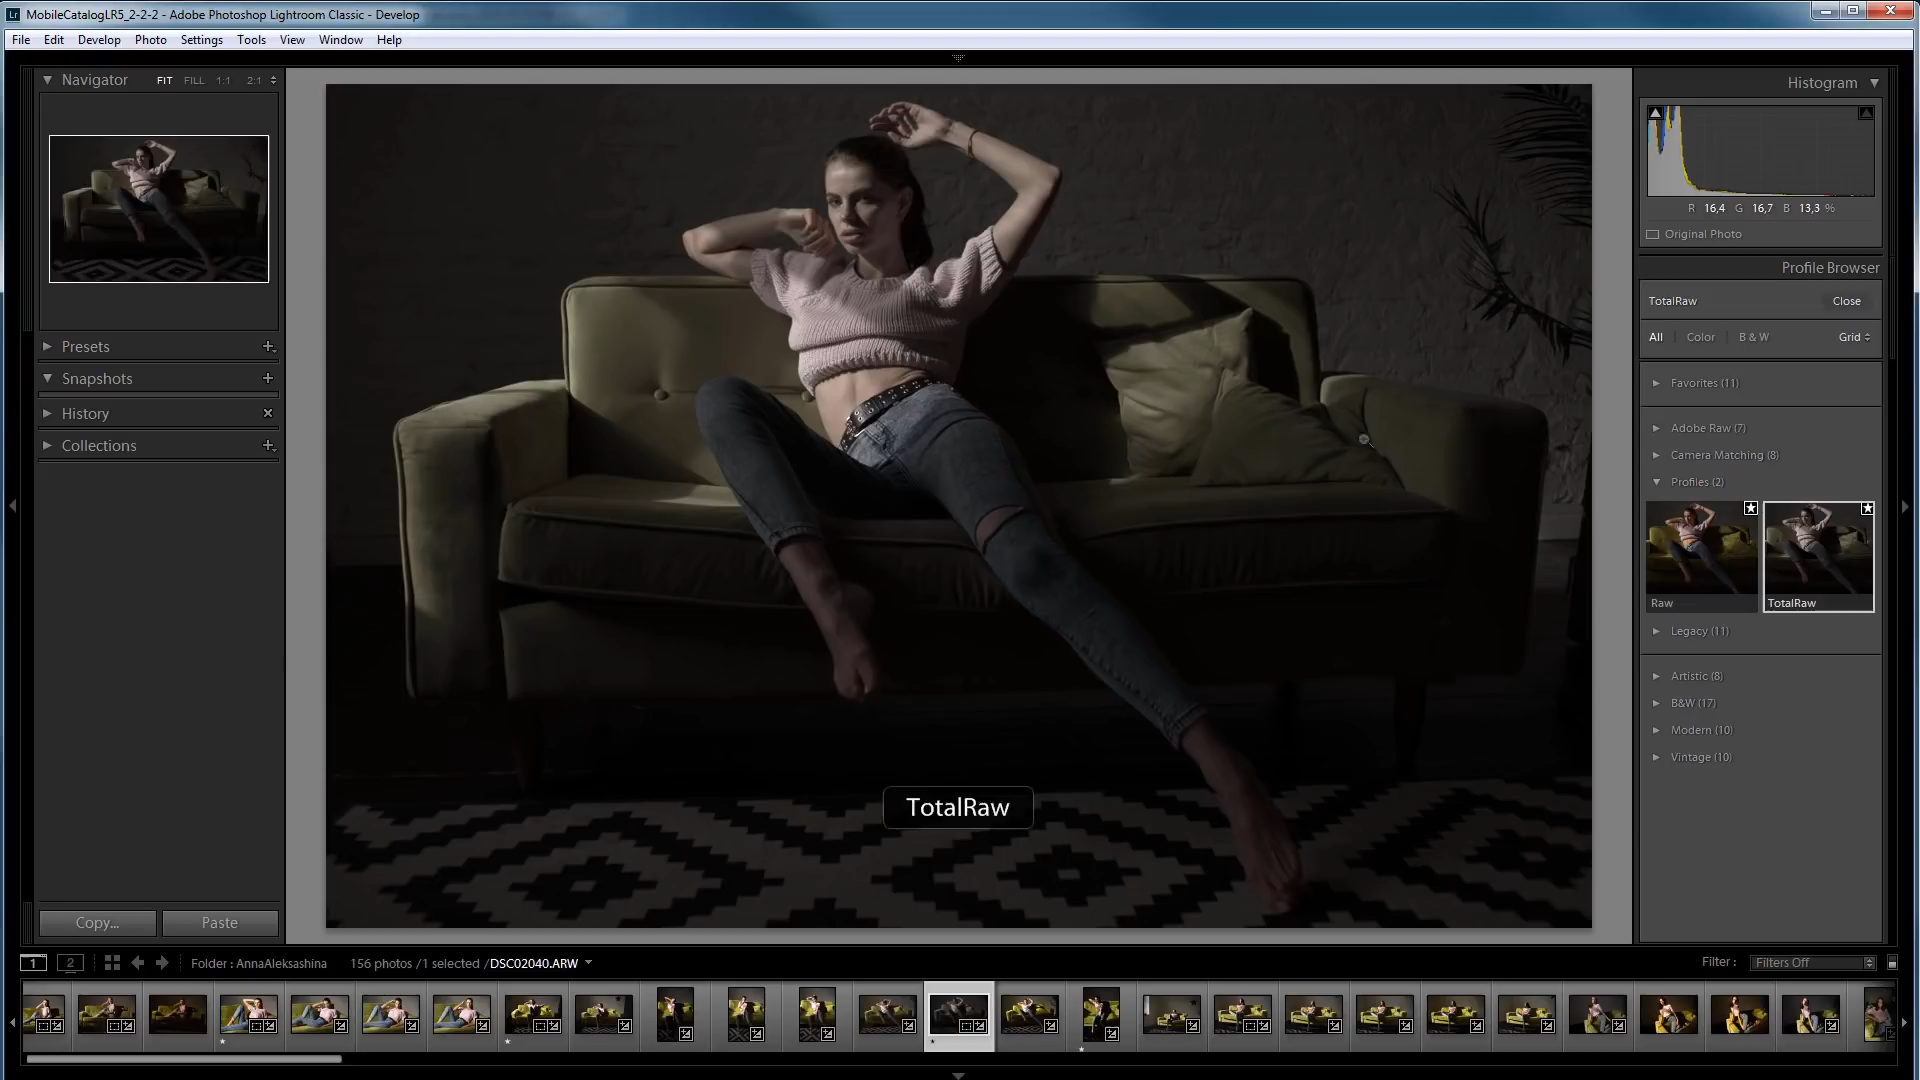 MobileCatalogLR5_2-2-2 - Adobe Photoshop Lightroom Classic - Develop
File Edit Develop Photo Settings Tools View Window Help
Navigator FIT FILL 1:1 2:1
Presets
Snapshots
History
Collections
Copy... Paste
TotalRaw
Histogram
R 16,4 G 16,7 B 13,3 %
Original Photo
Profile Browser
TotalRaw Close
All Color B & W Grid
Favorites (11)
Adobe Raw (7)
Camera Matching (8)
Profiles (2)
Raw TotalRaw
Legacy (11)
Artistic (8)
B&W (17)
Modern (10)
Vintage (10)
1 2 Folder : AnnaAleksashina 156 photos /1 selected /DSC02040.ARW Filter : Filters Off